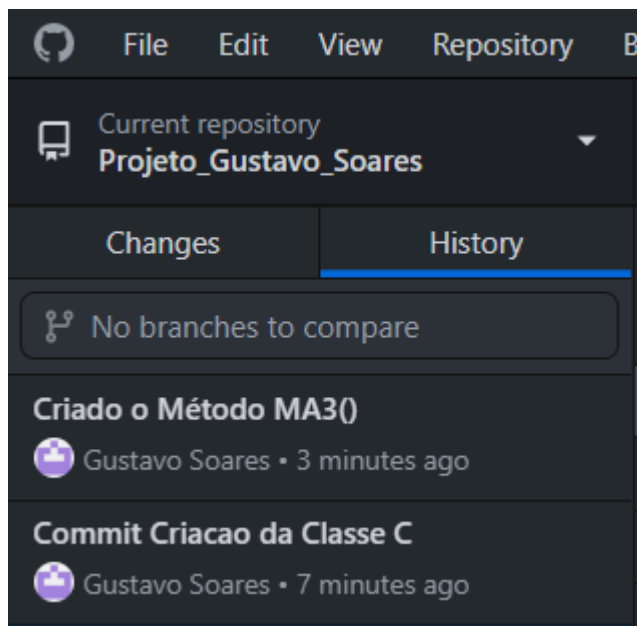 File Edit View Repository B
Current repository
Projeto_Gustavo_Soares
Changes History
No branches to compare
Criado o Método MA3()
Gustavo Soares • 3 minutes ago
Commit Criacao da Classe C
Gustavo Soares • 7 minutes ago